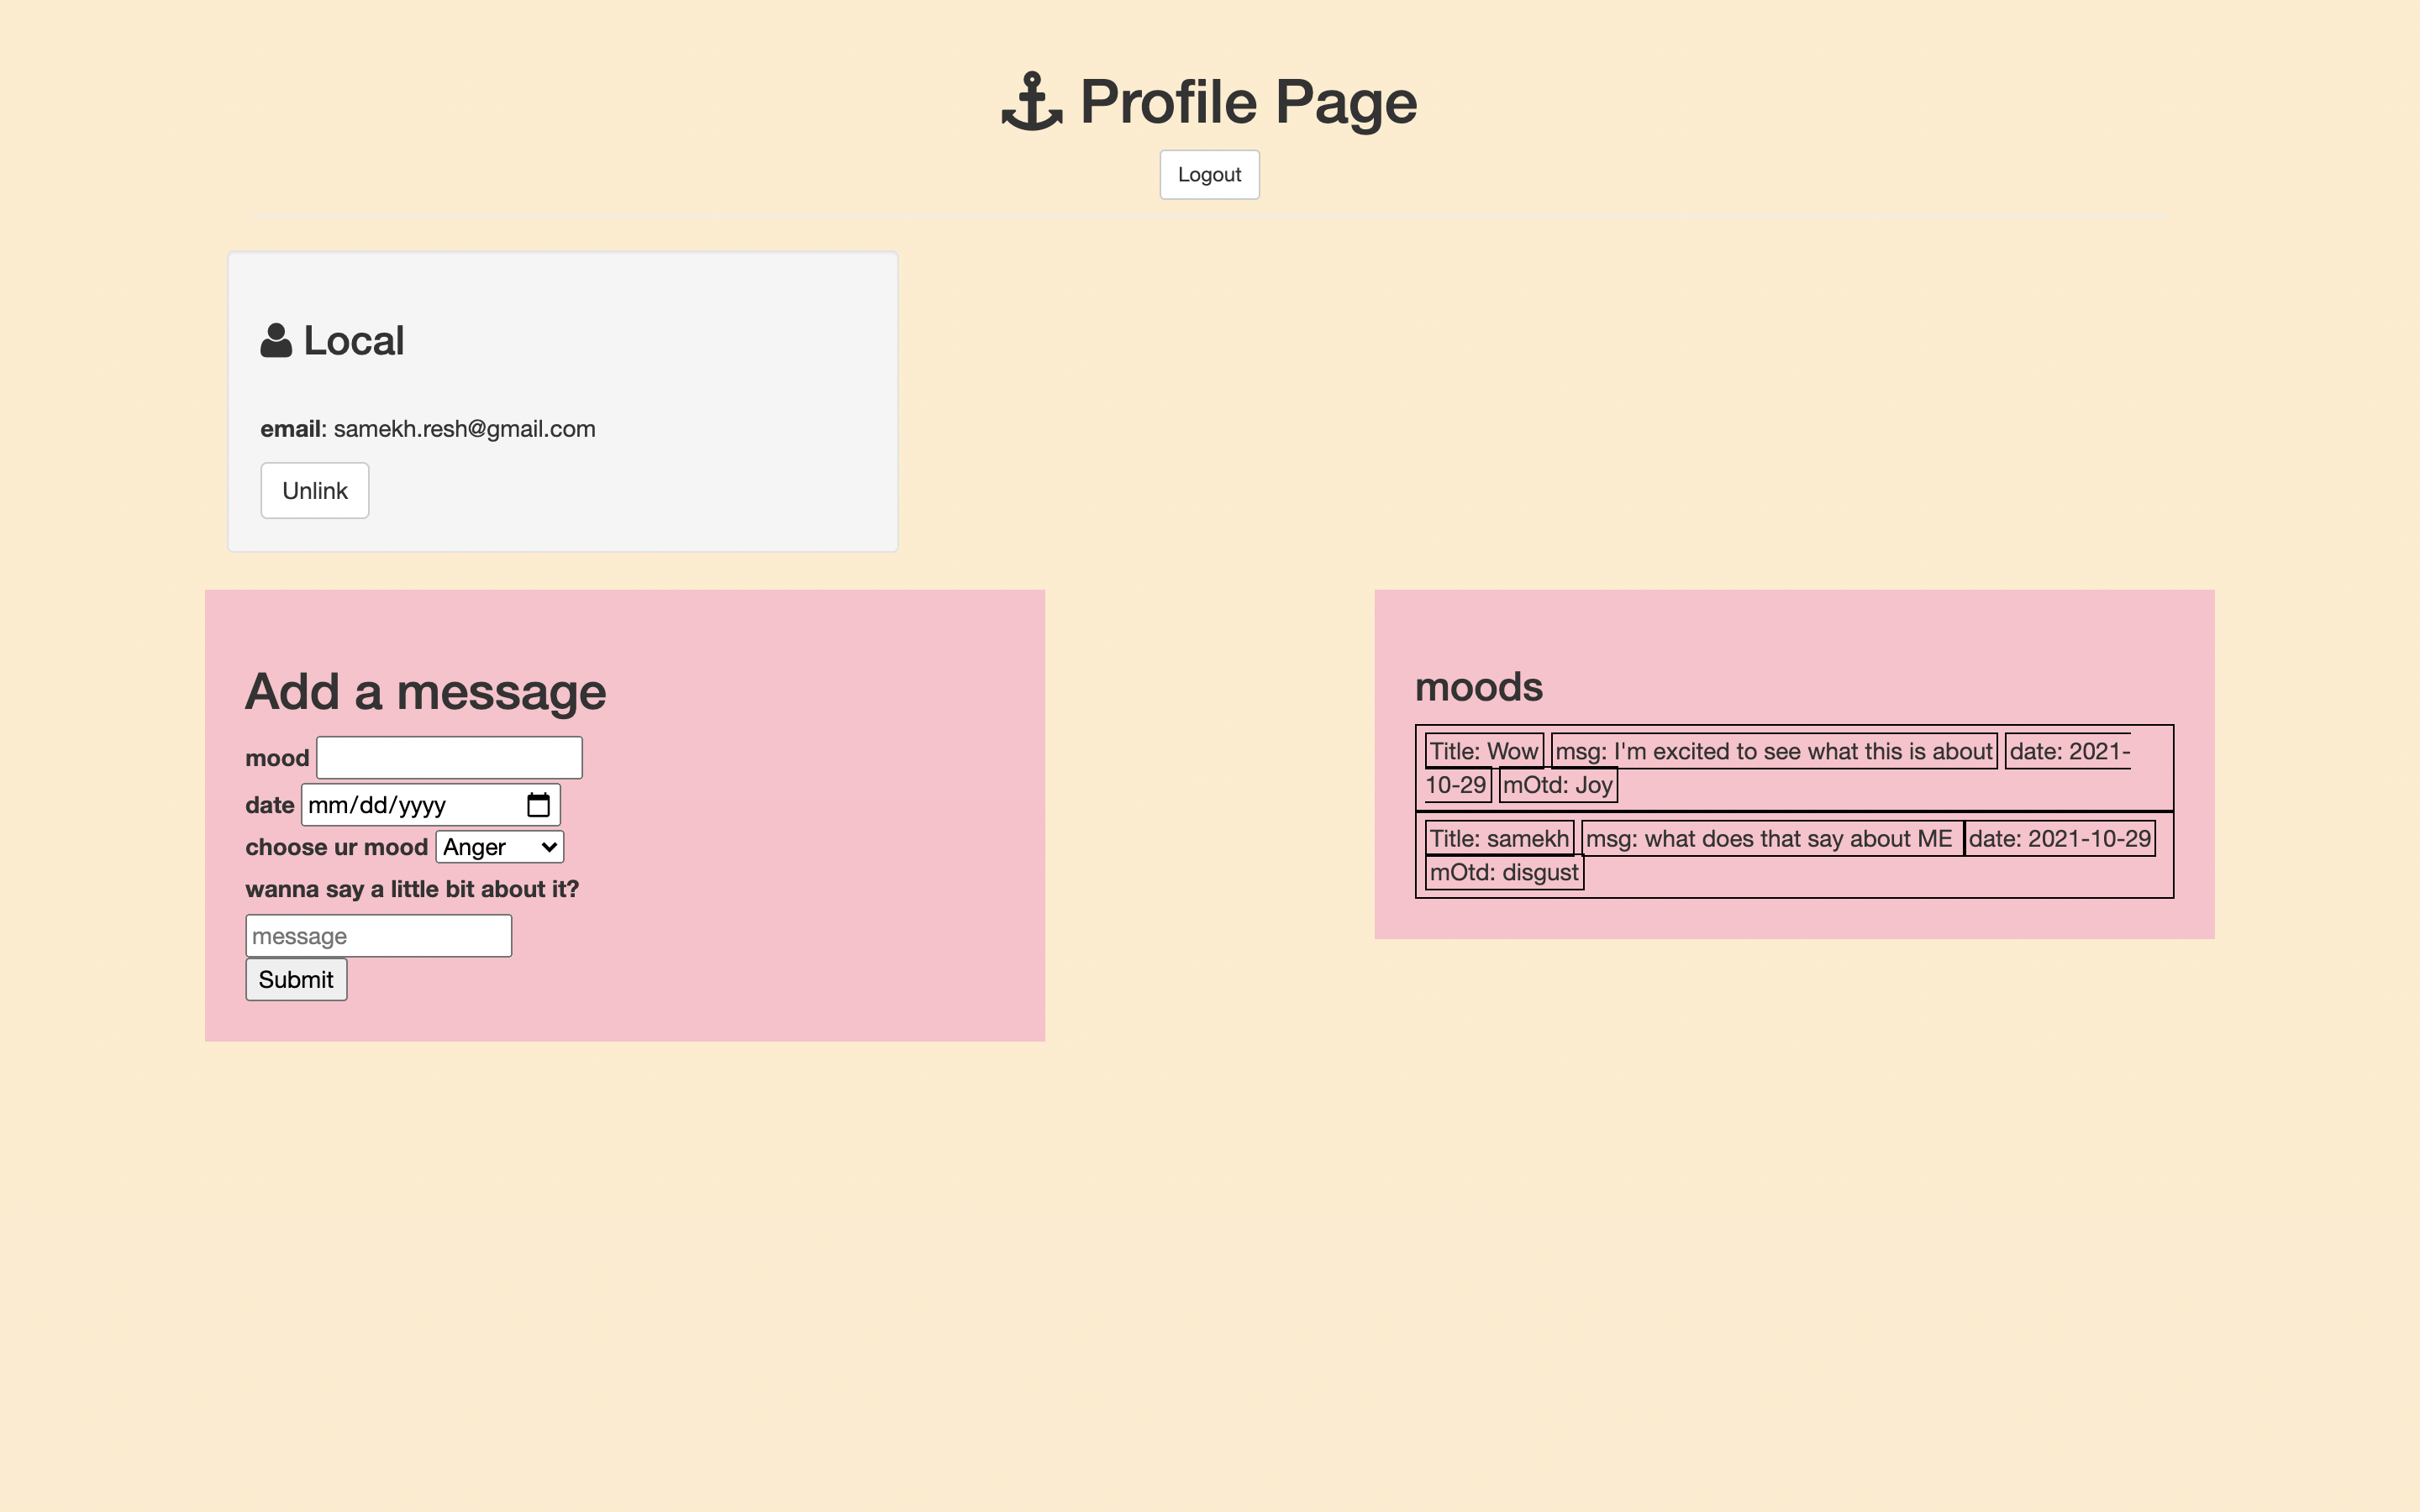 Profile Page
Logout
Local
email: samekh.resh@gmail.com
Unlink
Add a message
mood
date mm/dd/yyyy
choose ur mood Anger
wanna say a little bit about it?
message
Submit
moods
Title: Wow msg: I'm excited to see what this is about date: 2021-
10-29 mOtd: Joy
Title: samekh msg: what does that say about ME date: 2021-10-29
mOtd: disgust